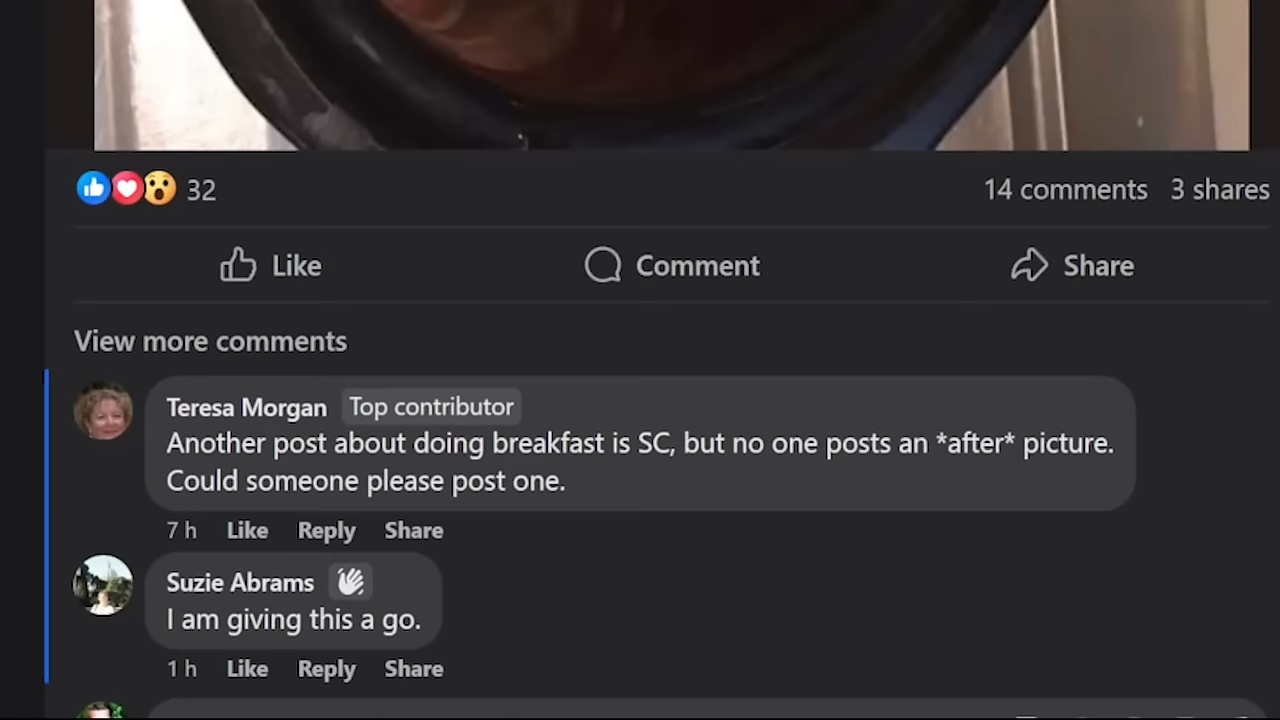 32
14 comments 3 shares
Like Comment Share
View more comments
Teresa Morgan Top contributor
Another post about doing breakfast is SC, but no one posts an *after* picture.
Could someone please post one.
7 h Like Reply Share
Suzie Abrams
I am giving this a go.
1 h Like Reply Share